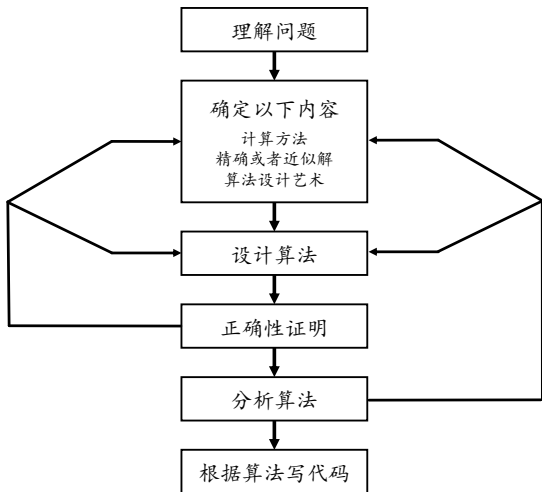 理解问题
确定以下内容
计算方法
精确或者近似解
算法设计艺术
设计算法
正确性证明
分析算法
根据算法写代码